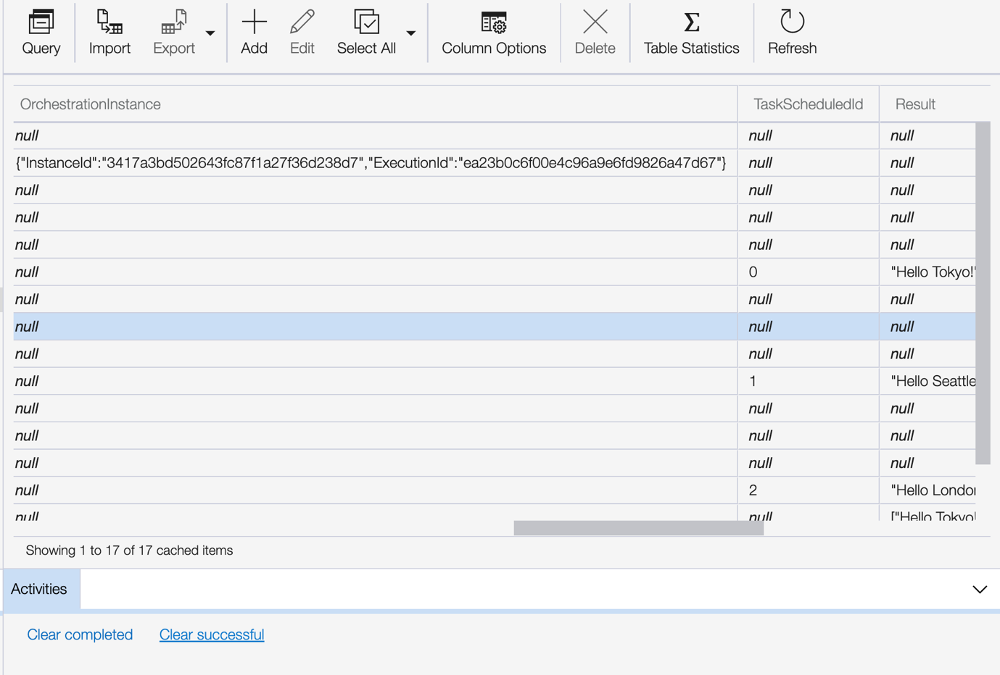 Query Import Export Add Edit Select All Column Options Delete Table Statistics Refresh
OrchestrationInstance TaskScheduledId Result
null null null
{"InstanceId":"3417a3bd502643fc87f1a27f36d238d7","ExecutionId":"ea23b0c6f00e4c96a9e6fd9826a47d67"} null null
null null null
null null null
null null null
null 0 "Hello Tokyo!"
null null null
null null null
null null null
null 1 "Hello Seattle
null null null
null null null
null null null
null 2 "Hello London
null null ["Hello Tokyo!
Showing 1 to 17 of 17 cached items
Activities
Clear completed Clear successful